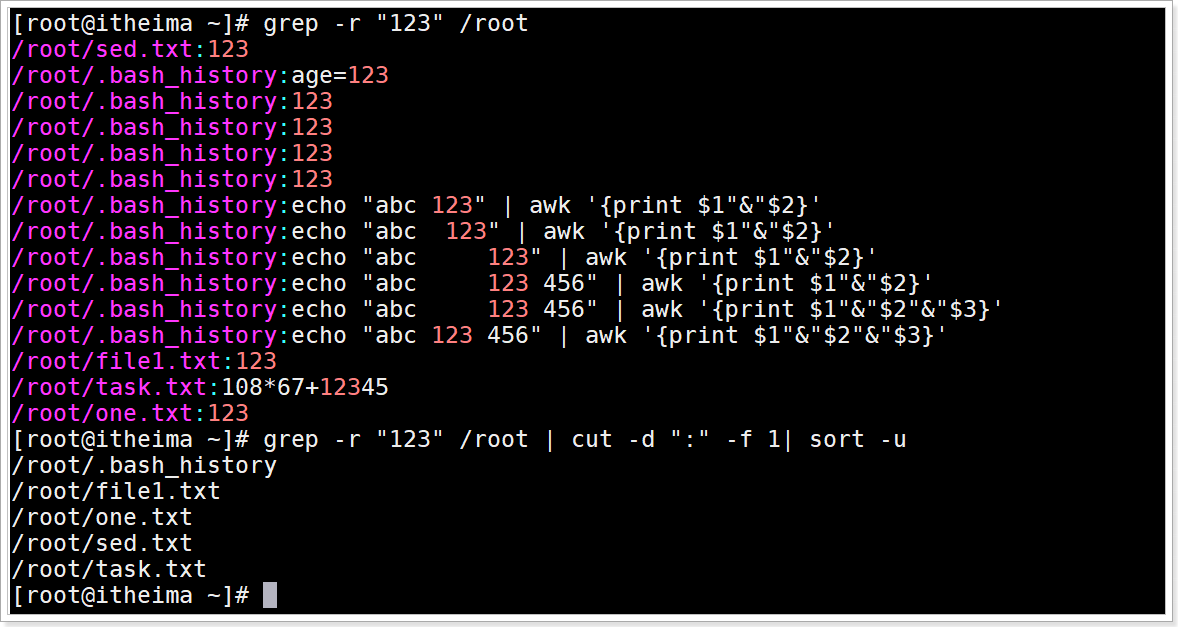 [root@itheima ~]# grep -r "123" /root
/root/sed.txt:123
/root/.bash_history:age=123
/root/.bash_history:123
/root/.bash_history:123
/root/.bash_history:123
/root/.bash_history:123
/root/.bash_history:echo "abc 123" | awk '{print $1"&"$2}'
/root/.bash_history:echo "abc  123" | awk '{print $1"&"$2}'
/root/.bash_history:echo "abc     123" | awk '{print $1"&"$2}'
/root/.bash_history:echo "abc     123 456" | awk '{print $1"&"$2}'
/root/.bash_history:echo "abc     123 456" | awk '{print $1"&"$2"&"$3}'
/root/.bash_history:echo "abc 123 456" | awk '{print $1"&"$2"&"$3}'
/root/file1.txt:123
/root/task.txt:108*67+12345
/root/one.txt:123
[root@itheima ~]# grep -r "123" /root | cut -d ":" -f 1| sort -u
/root/.bash_history
/root/file1.txt
/root/one.txt
/root/sed.txt
/root/task.txt
[root@itheima ~]#